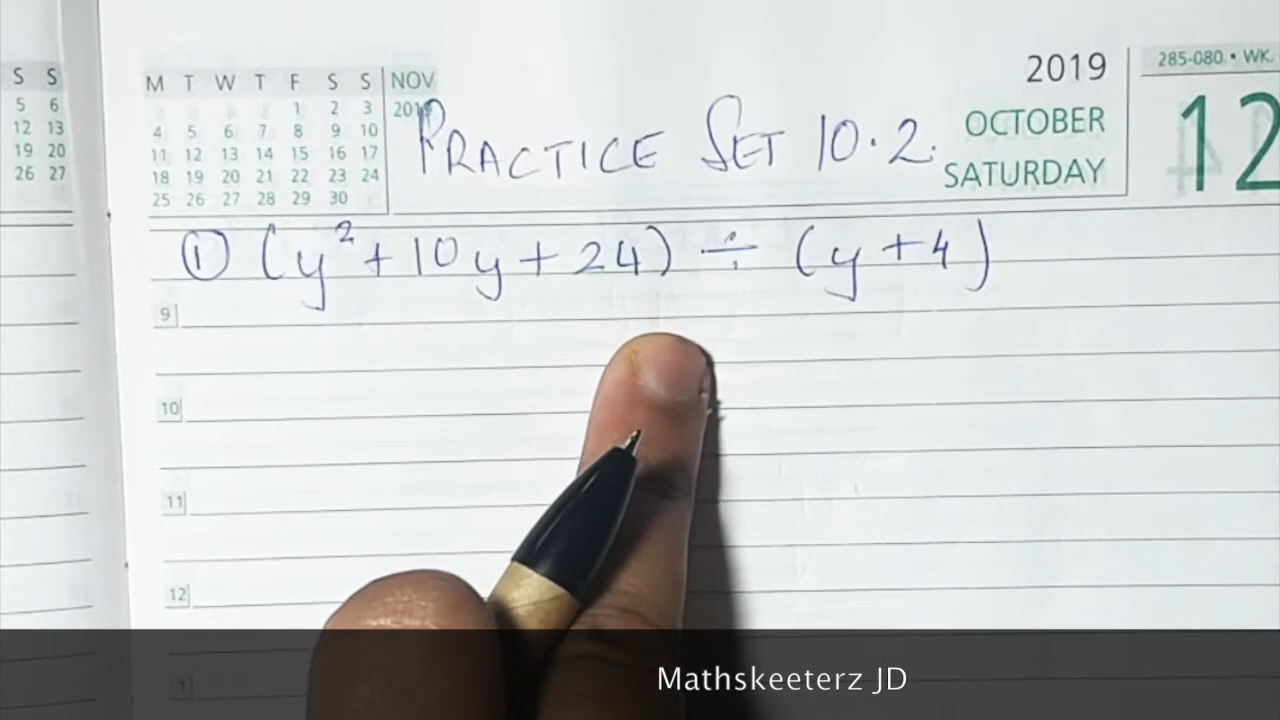 S S
5 6
12 13
19 20
26 27
M T W T F S S NOV
1 2 3 2019
4 5 6 7 8 9 10
11 12 13 14 15 16 17
18 19 20 21 22 23 24
25 26 27 28 29 30
PRACTICE SET 10.2.
2019
OCTOBER
SATURDAY
285-080 • WK.
12
① (y²+10y+24) ÷ (y+4)
9
10
11
12
1
Mathskeeterz JD